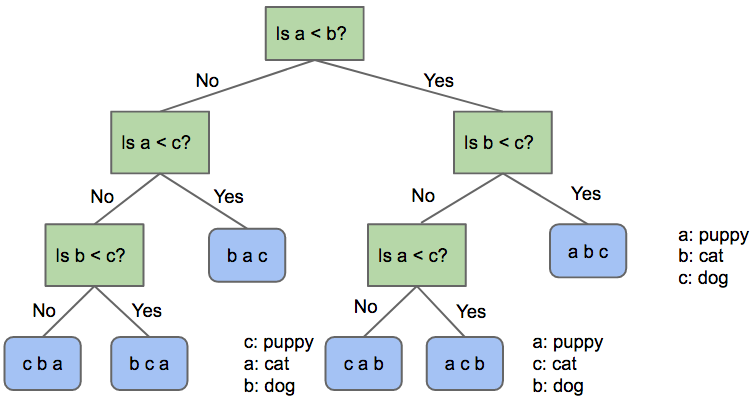 Is a < b?
No
Yes
Is a < c?
Is b < c?
No
Yes
No
Yes
Is b < c?
b a c
Is a < c?
a b c
a: puppy
b: cat
c: dog
No
Yes
No
Yes
c b a
b c a
c: puppy
a: cat
b: dog
c a b
a c b
a: puppy
c: cat
b: dog